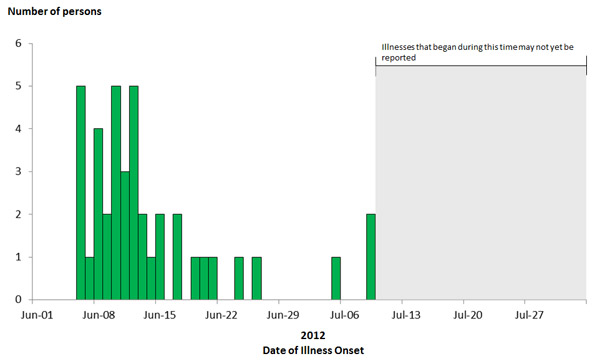 Number of persons
Illnesses that began during this time may not yet be
reported
6
5
4
3
2
1
0
Jun-01 Jun-08 Jun-15 Jun-22 Jun-29 Jul-06 Jul-13 Jul-20 Jul-27
2012
Date of Illness Onset